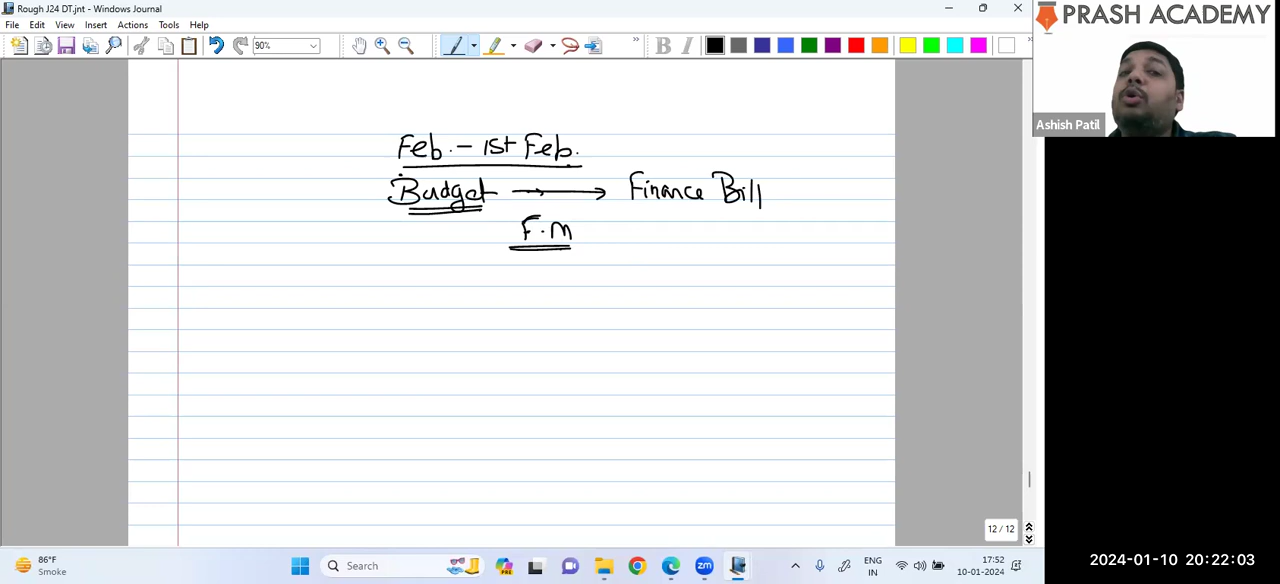 Rough J24 DT.jnt - Windows Journal
File Edit View Insert Actions Tools Help
90%
B I
PRASH ACADEMY
Ashish Patil
Feb. - 1st Feb.
Budget → Finance Bill
F.M
12 / 12
86°F
Smoke
Search
PRE
zm
ENG
IN
17:52
10-01-2024
2024-01-10 20:22:03